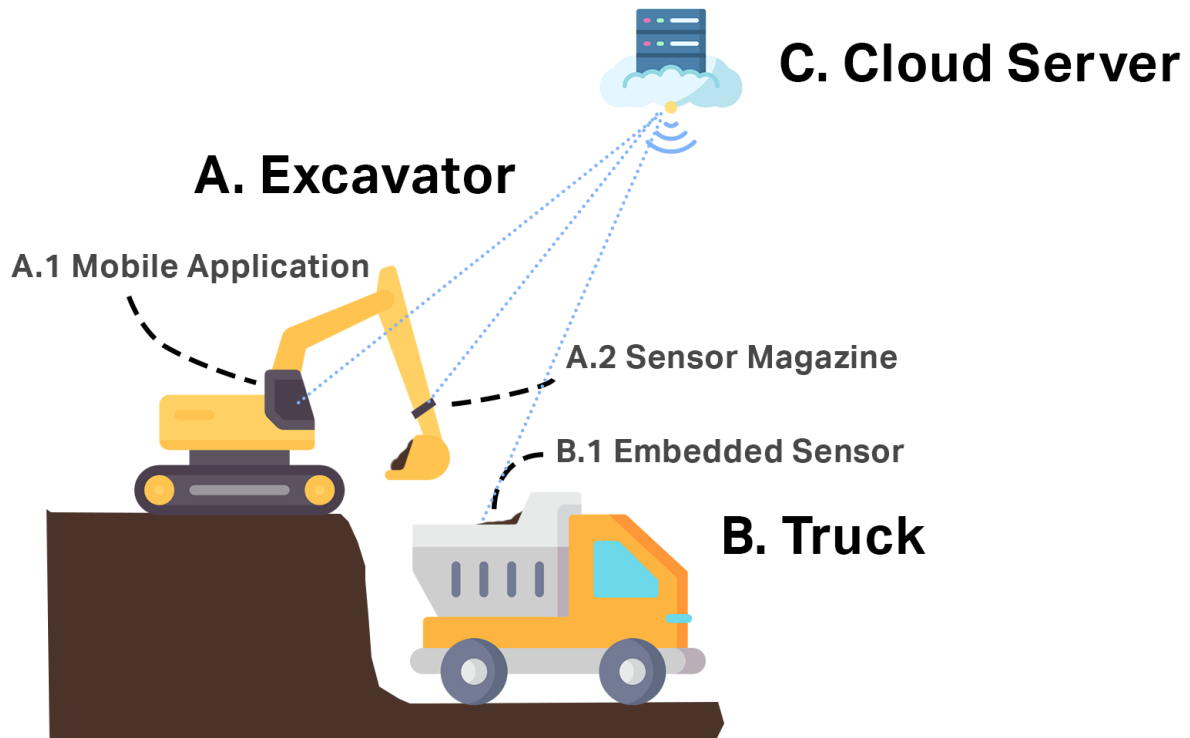 C. Cloud Server
A. Excavator
A.1 Mobile Application
A.2 Sensor Magazine
B.1 Embedded Sensor
B. Truck